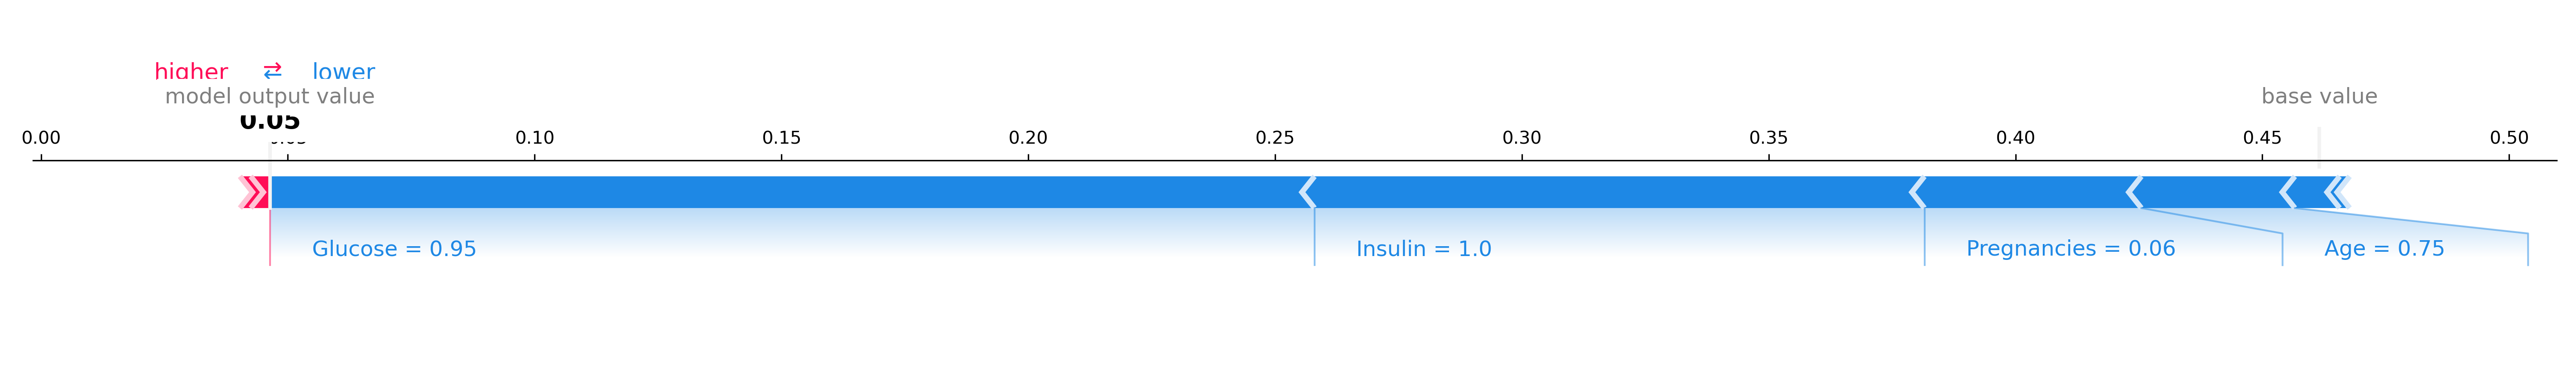 higher ⇄ lower
model output value base value
0.05
0.00 0.05 0.10 0.15 0.20 0.25 0.30 0.35 0.40 0.45 0.50
Glucose = 0.95 Insulin = 1.0 Pregnancies = 0.06 Age = 0.75